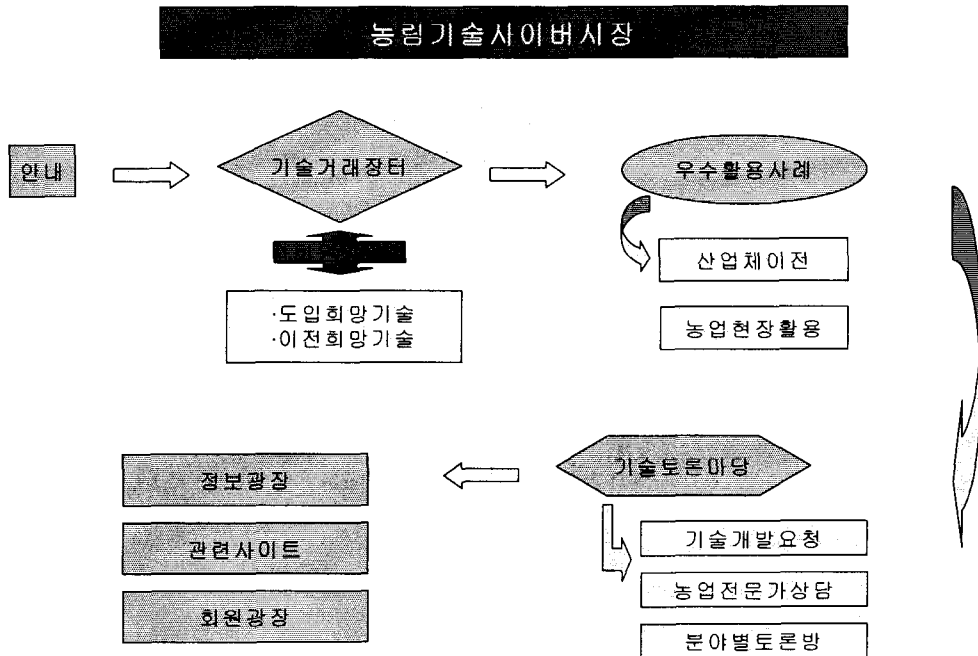 농림기술사이버시장
안내
기술거래장터
우수활용사례
산업체이전
농업현장활용
·도입희망기술
·이전희망기술
기술토론마당
기술개발요청
농업전문가상담
분야별토론방
정보광장
관련사이트
회원광장